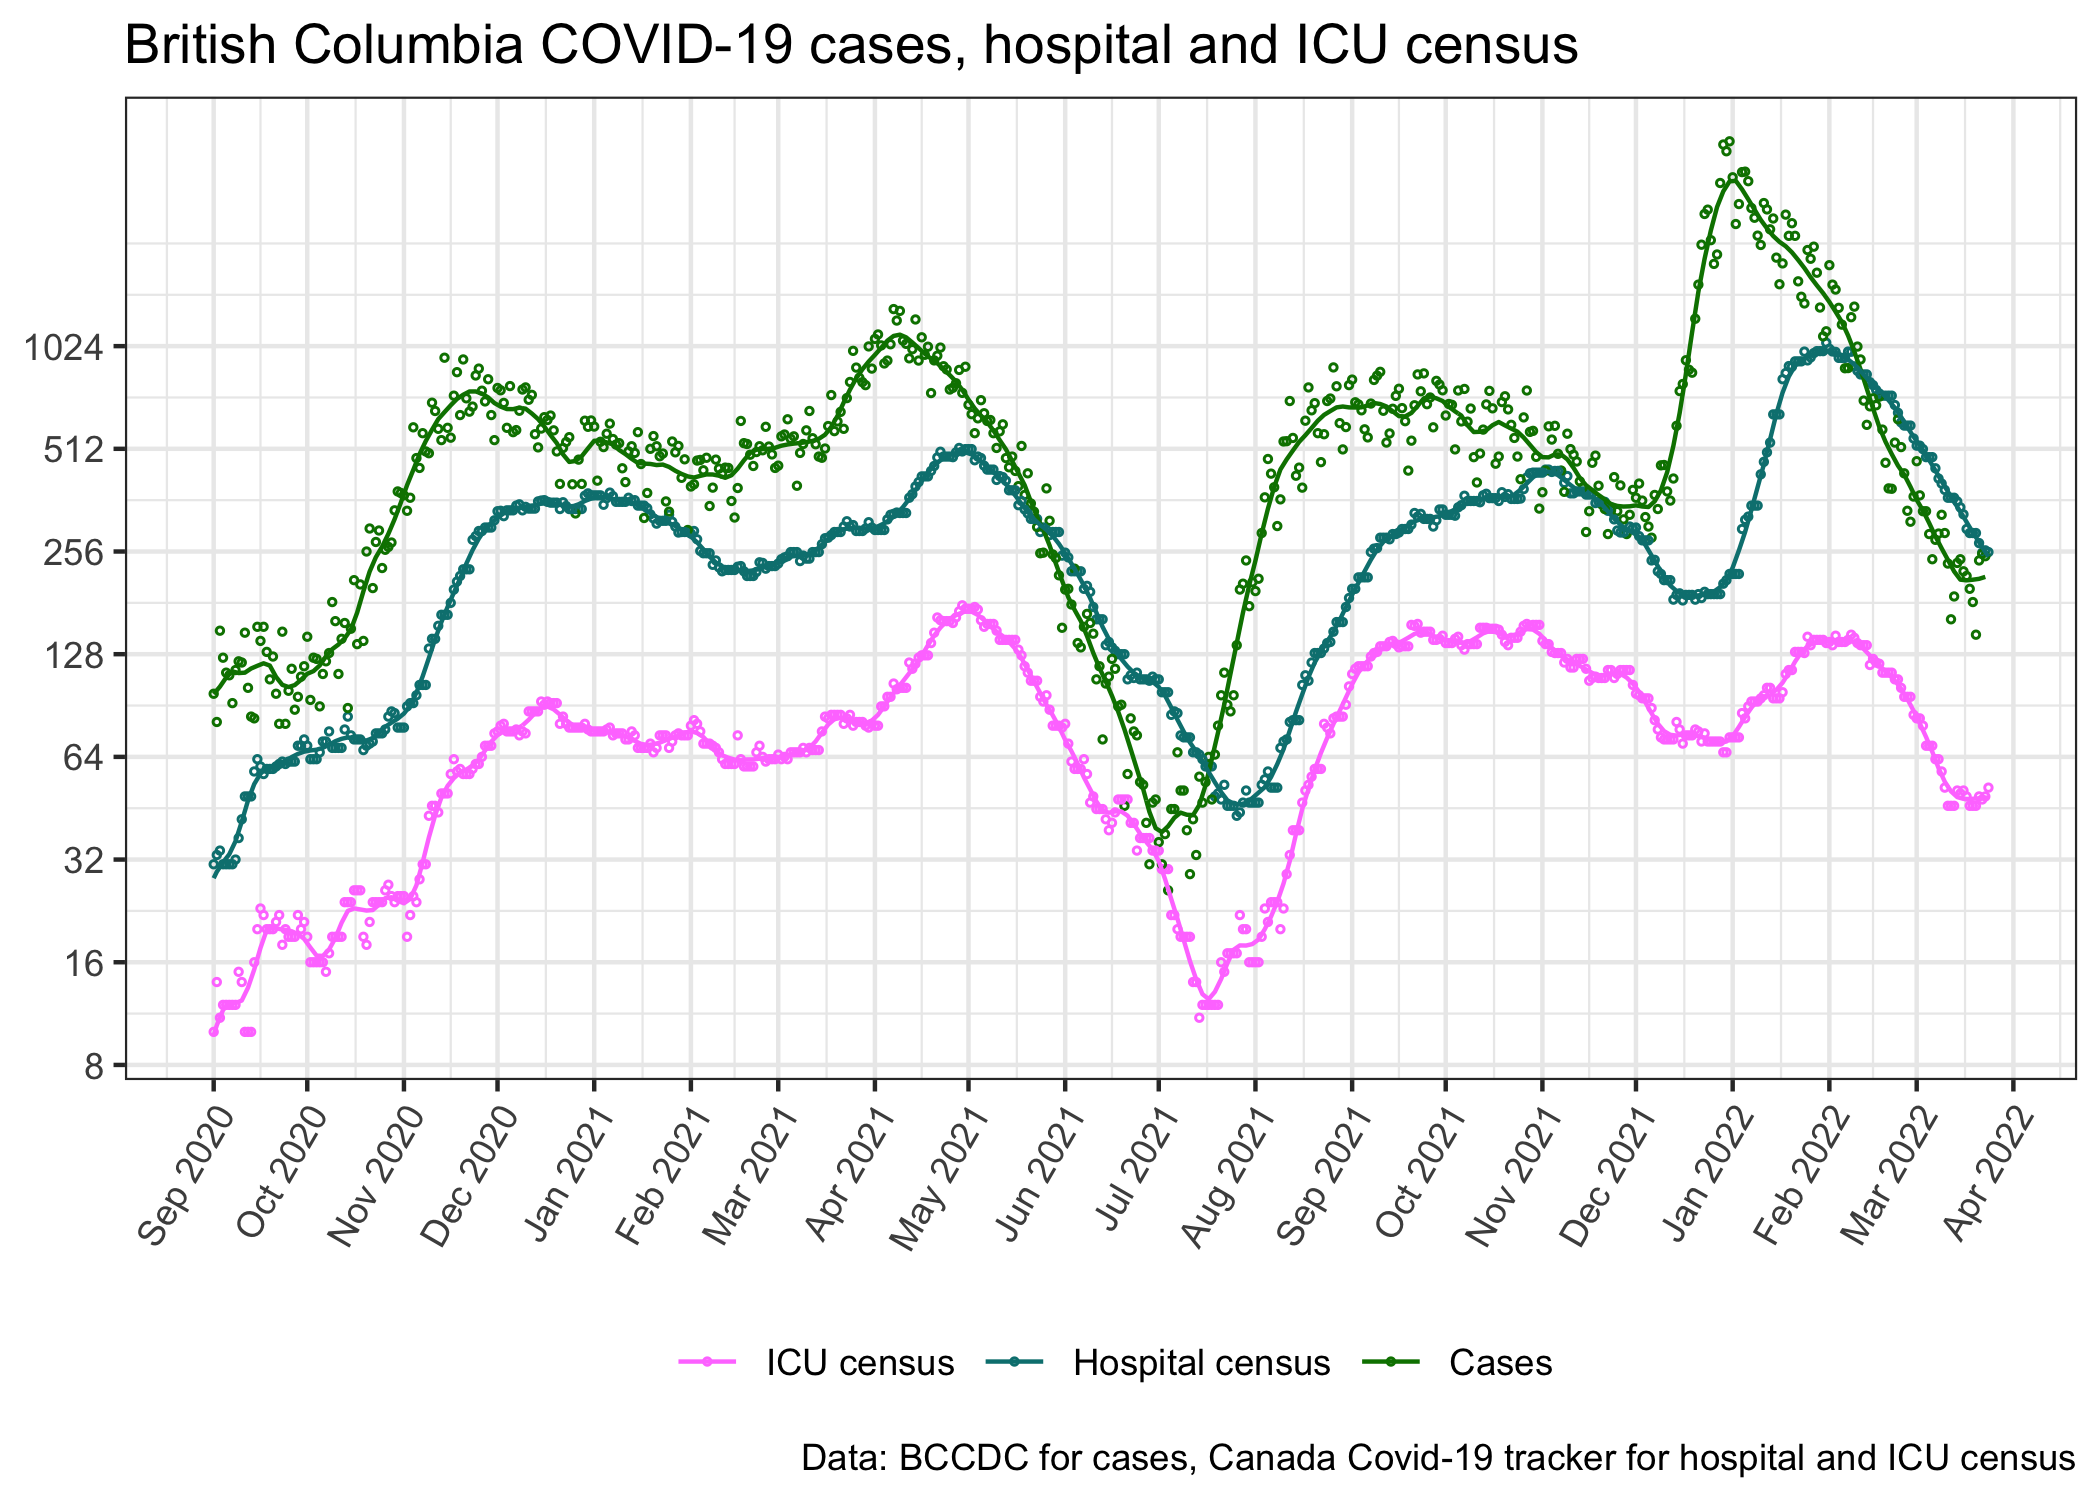 British Columbia COVID-19 cases, hospital and ICU census
1024
512
256
128
64
32
16
8
Sep 2020
Oct 2020
Nov 2020
Dec 2020
Jan 2021
Feb 2021
Mar 2021
Apr 2021
May 2021
Jun 2021
Jul 2021
Aug 2021
Sep 2021
Oct 2021
Nov 2021
Dec 2021
Jan 2022
Feb 2022
Mar 2022
Apr 2022
ICU census
Hospital census
Cases
Data: BCCDC for cases, Canada Covid-19 tracker for hospital and ICU census